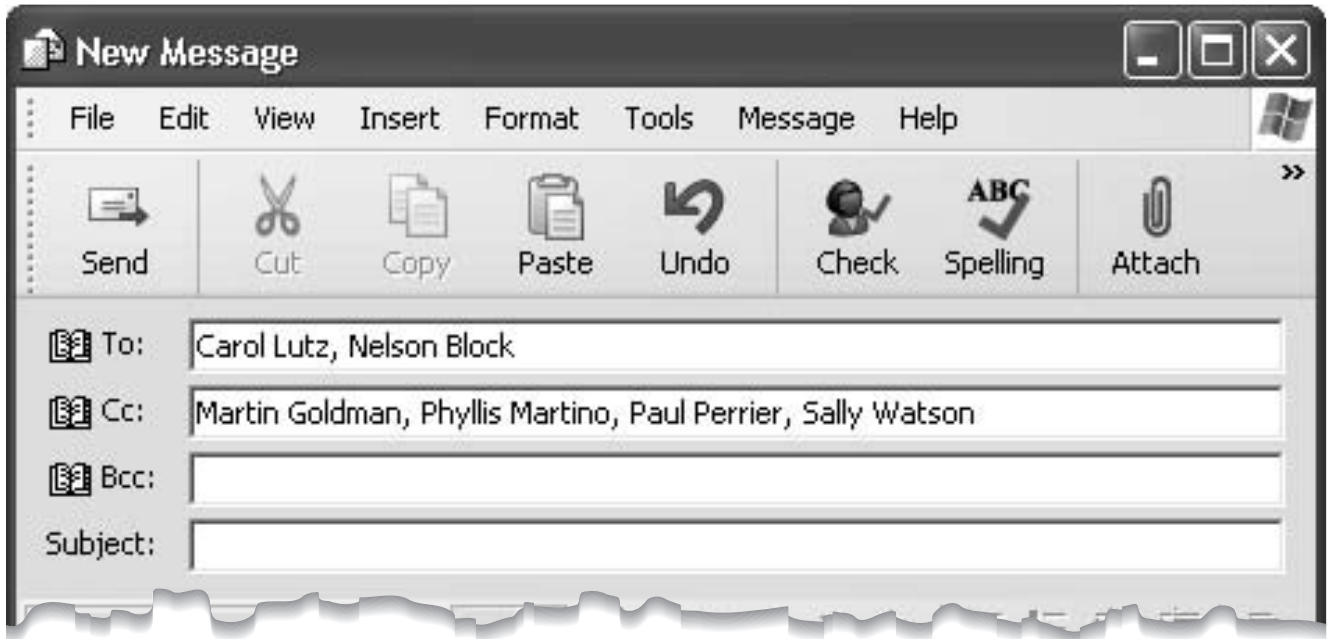 New Message
File Edit View Insert Format Tools Message Help
»
ABC
Send Cut Copy Paste Undo Check Spelling Attach
To: Carol Lutz, Nelson Block
Cc: Martin Goldman, Phyllis Martino, Paul Perrier, Sally Watson
Bcc:
Subject: